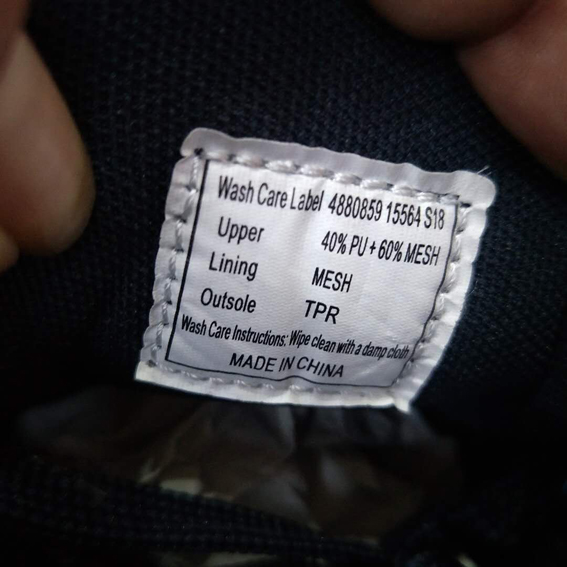 Wash Care Label 4880859 15564 S18
Upper 40% PU + 60% MESH
Lining MESH
Outsole TPR
Wash Care Instructions: Wipe clean with a damp cloth
MADE IN CHINA